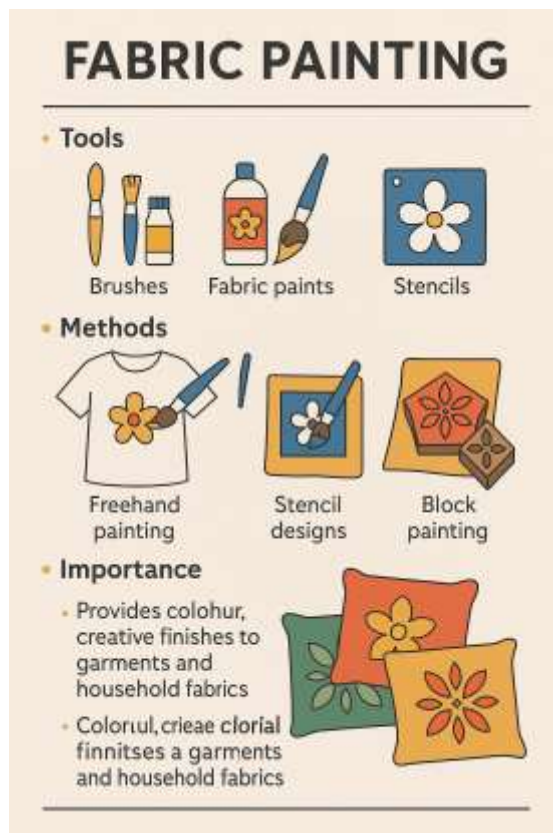 FABRIC PAINTING
Tools
Brushes
Fabric paints
Stencils
Methods
Freehand
painting
Stencil
designs
Block
painting
Importance
Provides colohur,
creative finishes to
garments and
household fabrics
Colorıul, crieae clorial
finnitses a garments
and household fabrics